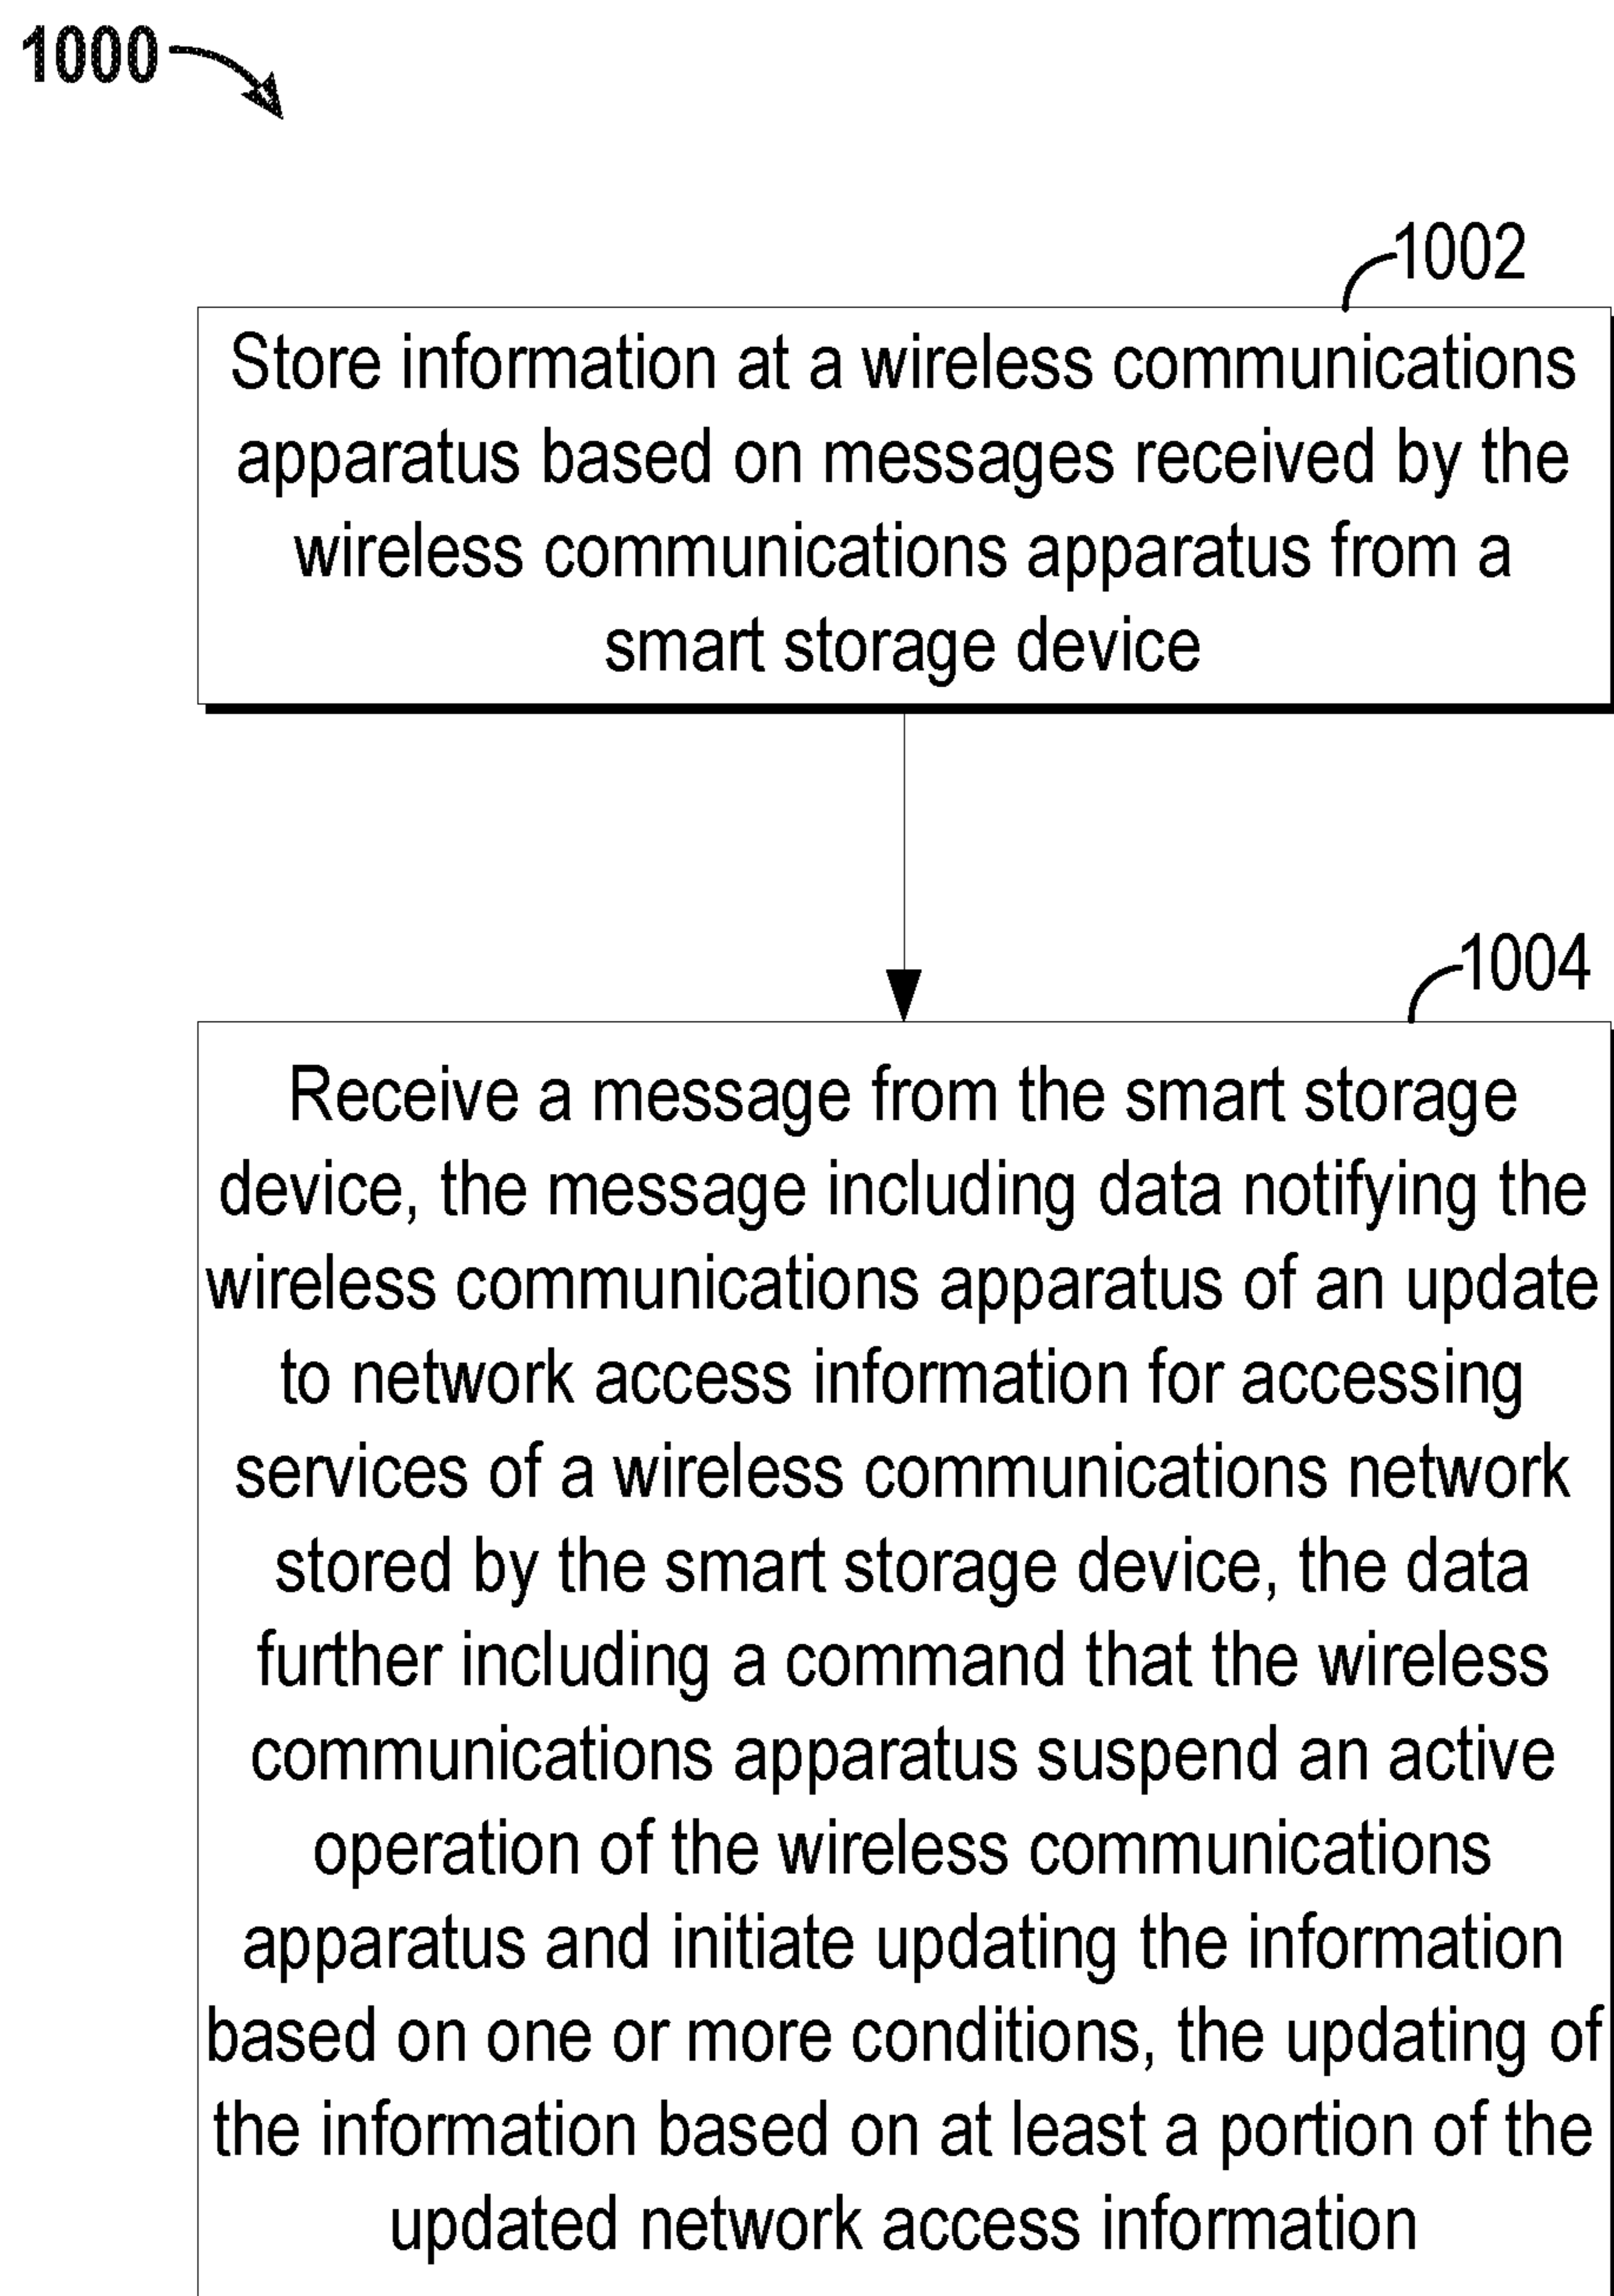 1000
1002
Store information at a wireless communications
apparatus based on messages received by the
wireless communications apparatus from a
smart storage device
1004
Receive a message from the smart storage
device, the message including data notifying the
wireless communications apparatus of an update
to network access information for accessing
services of a wireless communications network
stored by the smart storage device, the data
further including a command that the wireless
communications apparatus suspend an active
operation of the wireless communications
apparatus and initiate updating the information
based on one or more conditions, the updating of
the information based on at least a portion of the
updated network access information